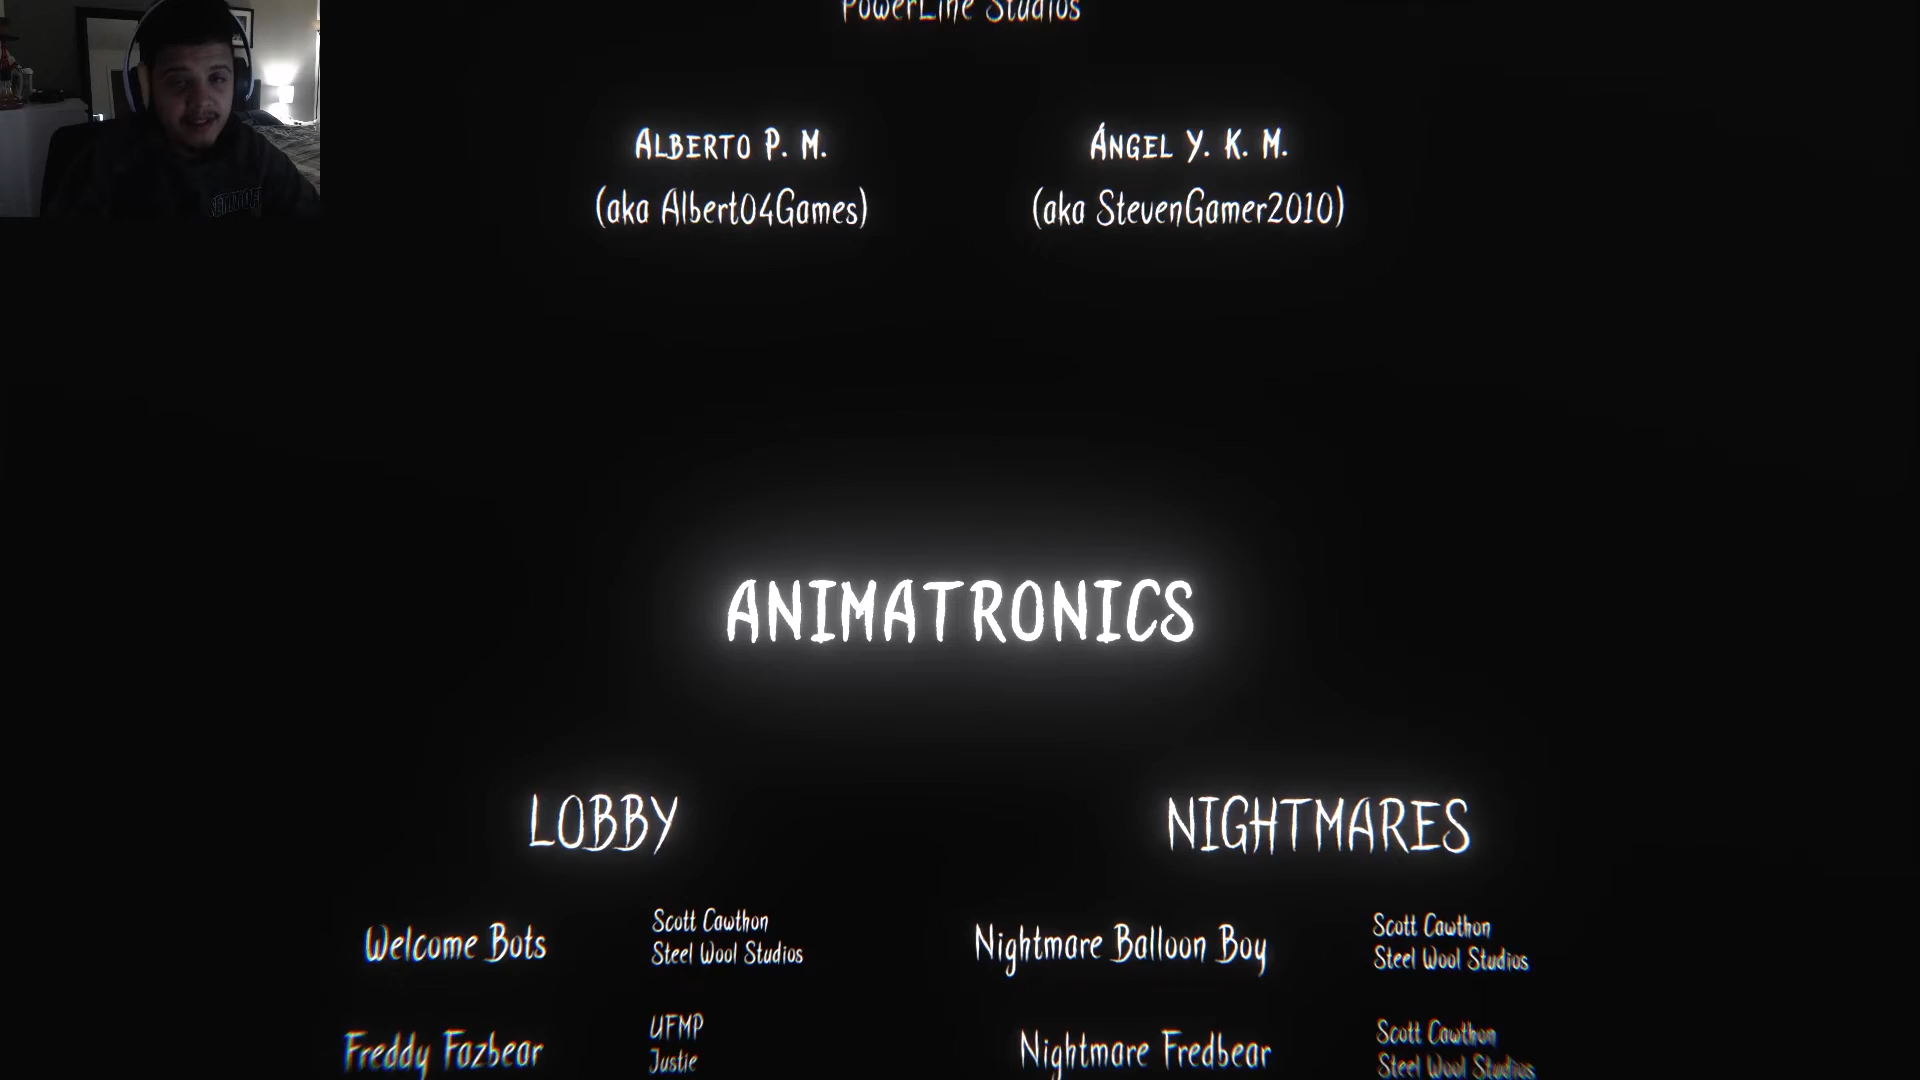 PowerLine Studios
ALBERTO P. M.
ÁNGEL Y. K. M.
(aka Albert04Games)
(aka StevenGamer2010)
ANIMATRONICS
LOBBY
NIGHTMARES
Welcome Bots
Scott Cawthon
Steel Wool Studios
Nightmare Balloon Boy
Scott Cawthon
Steel Wool Studios
Freddy Fazbear
UFMP
Justie
Nightmare Fredbear
Scott Cawthon
Steel Wool Studios